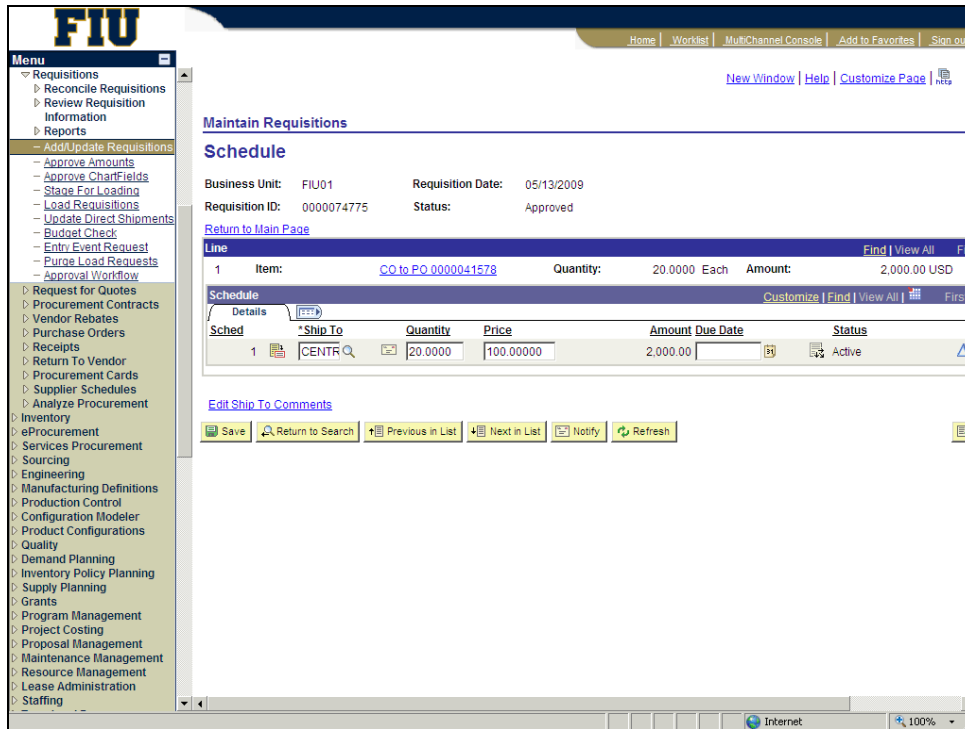 FIU
Home | Worklist | MultiChannel Console | Add to Favorites | Sign ou
Menu
Requisitions
Reconcile Requisitions
Review Requisition
Information
Reports
Add/Update Requisitions
Approve Amounts
Approve ChartFields
Stage For Loading
Load Requisitions
Update Direct Shipments
Budget Check
Entry Event Request
Purge Load Requests
Approval Workflow
Request for Quotes
Procurement Contracts
Vendor Rebates
Purchase Orders
Receipts
Return To Vendor
Procurement Cards
Supplier Schedules
Analyze Procurement
Inventory
eProcurement
Services Procurement
Sourcing
Engineering
Manufacturing Definitions
Production Control
Configuration Modeler
Product Configurations
Quality
Demand Planning
Inventory Policy Planning
Supply Planning
Grants
Program Management
Project Costing
Proposal Management
Maintenance Management
Resource Management
Lease Administration
Staffing
New Window | Help | Customize Page | http
Maintain Requisitions
Schedule
Business Unit: FIU01 Requisition Date: 05/13/2009
Requisition ID: 0000074775 Status: Approved
Return to Main Page
Line Find | View All Fi
1 Item: CO to PO 0000041578 Quantity: 20.0000 Each Amount: 2,000.00 USD
Schedule Customize | Find | View All | First
Details
Sched *Ship To Quantity Price Amount Due Date Status
1 CENTR 20.0000 100.00000 2,000.00 31 Active
Edit Ship To Comments
Save Return to Search Previous in List Next in List Notify Refresh
Internet 100%